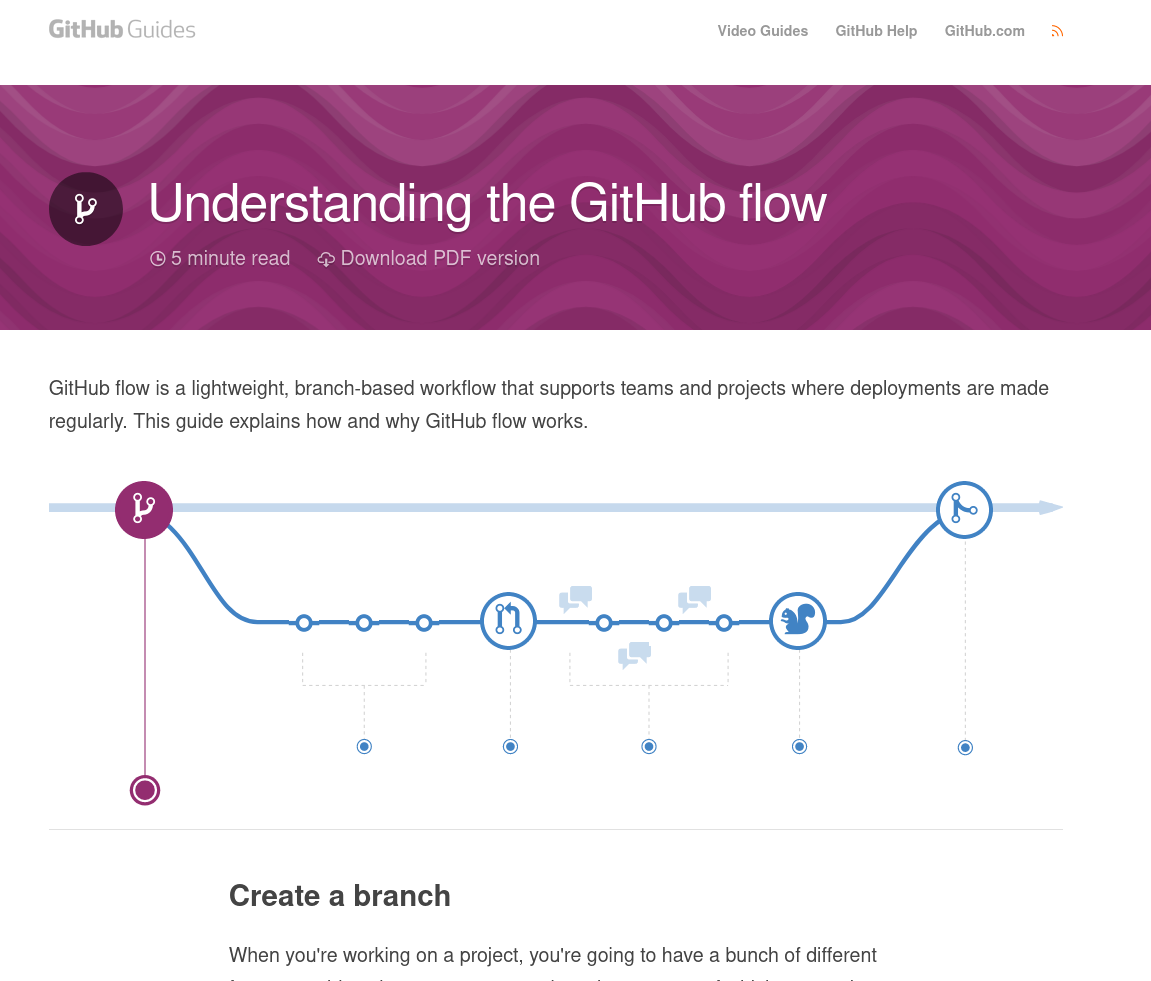 GitHub Guides
Video Guides GitHub Help GitHub.com
Understanding the GitHub flow
5 minute read Download PDF version
GitHub flow is a lightweight, branch-based workflow that supports teams and projects where deployments are made
regularly. This guide explains how and why GitHub flow works.
Create a branch
When you're working on a project, you're going to have a bunch of different